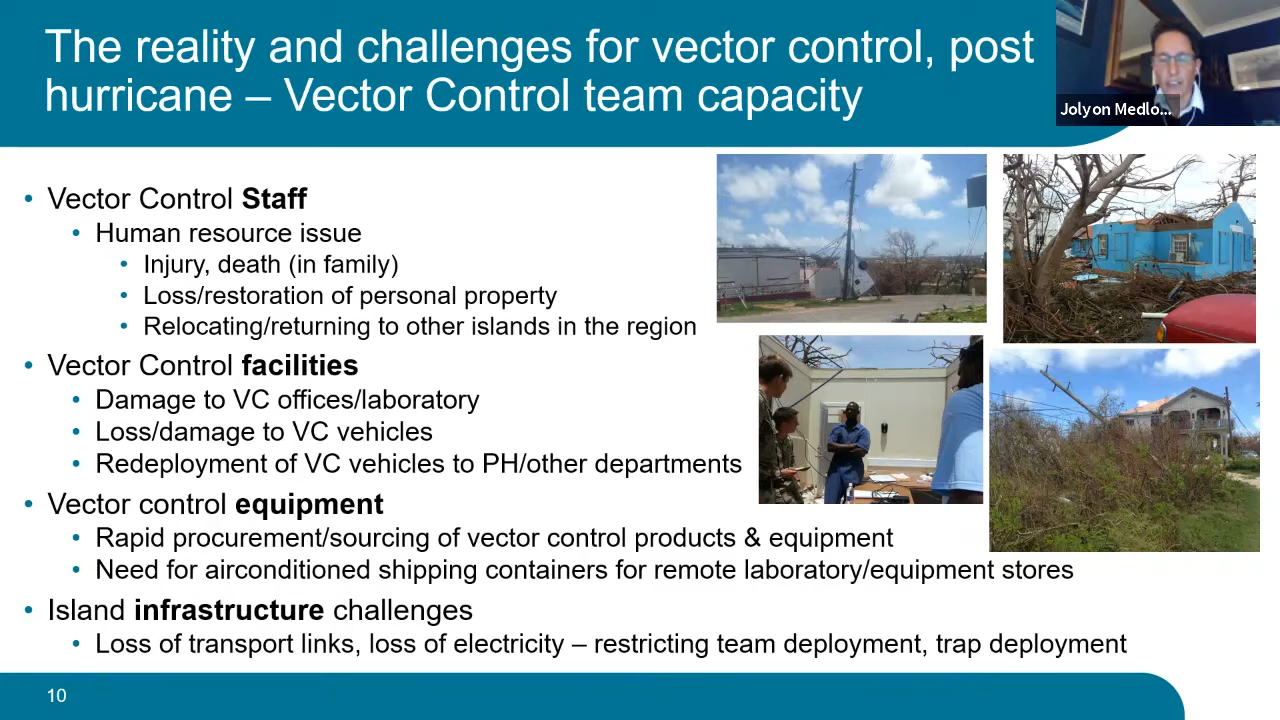 The reality and challenges for vector control, post
hurricane – Vector Control team capacity
Jolyon Medlo...
• Vector Control Staff
• Human resource issue
• Injury, death (in family)
• Loss/restoration of personal property
• Relocating/returning to other islands in the region
• Vector Control facilities
• Damage to VC offices/laboratory
• Loss/damage to VC vehicles
• Redeployment of VC vehicles to PH/other departments
• Vector control equipment
• Rapid procurement/sourcing of vector control products & equipment
• Need for airconditioned shipping containers for remote laboratory/equipment stores
• Island infrastructure challenges
• Loss of transport links, loss of electricity – restricting team deployment, trap deployment
10